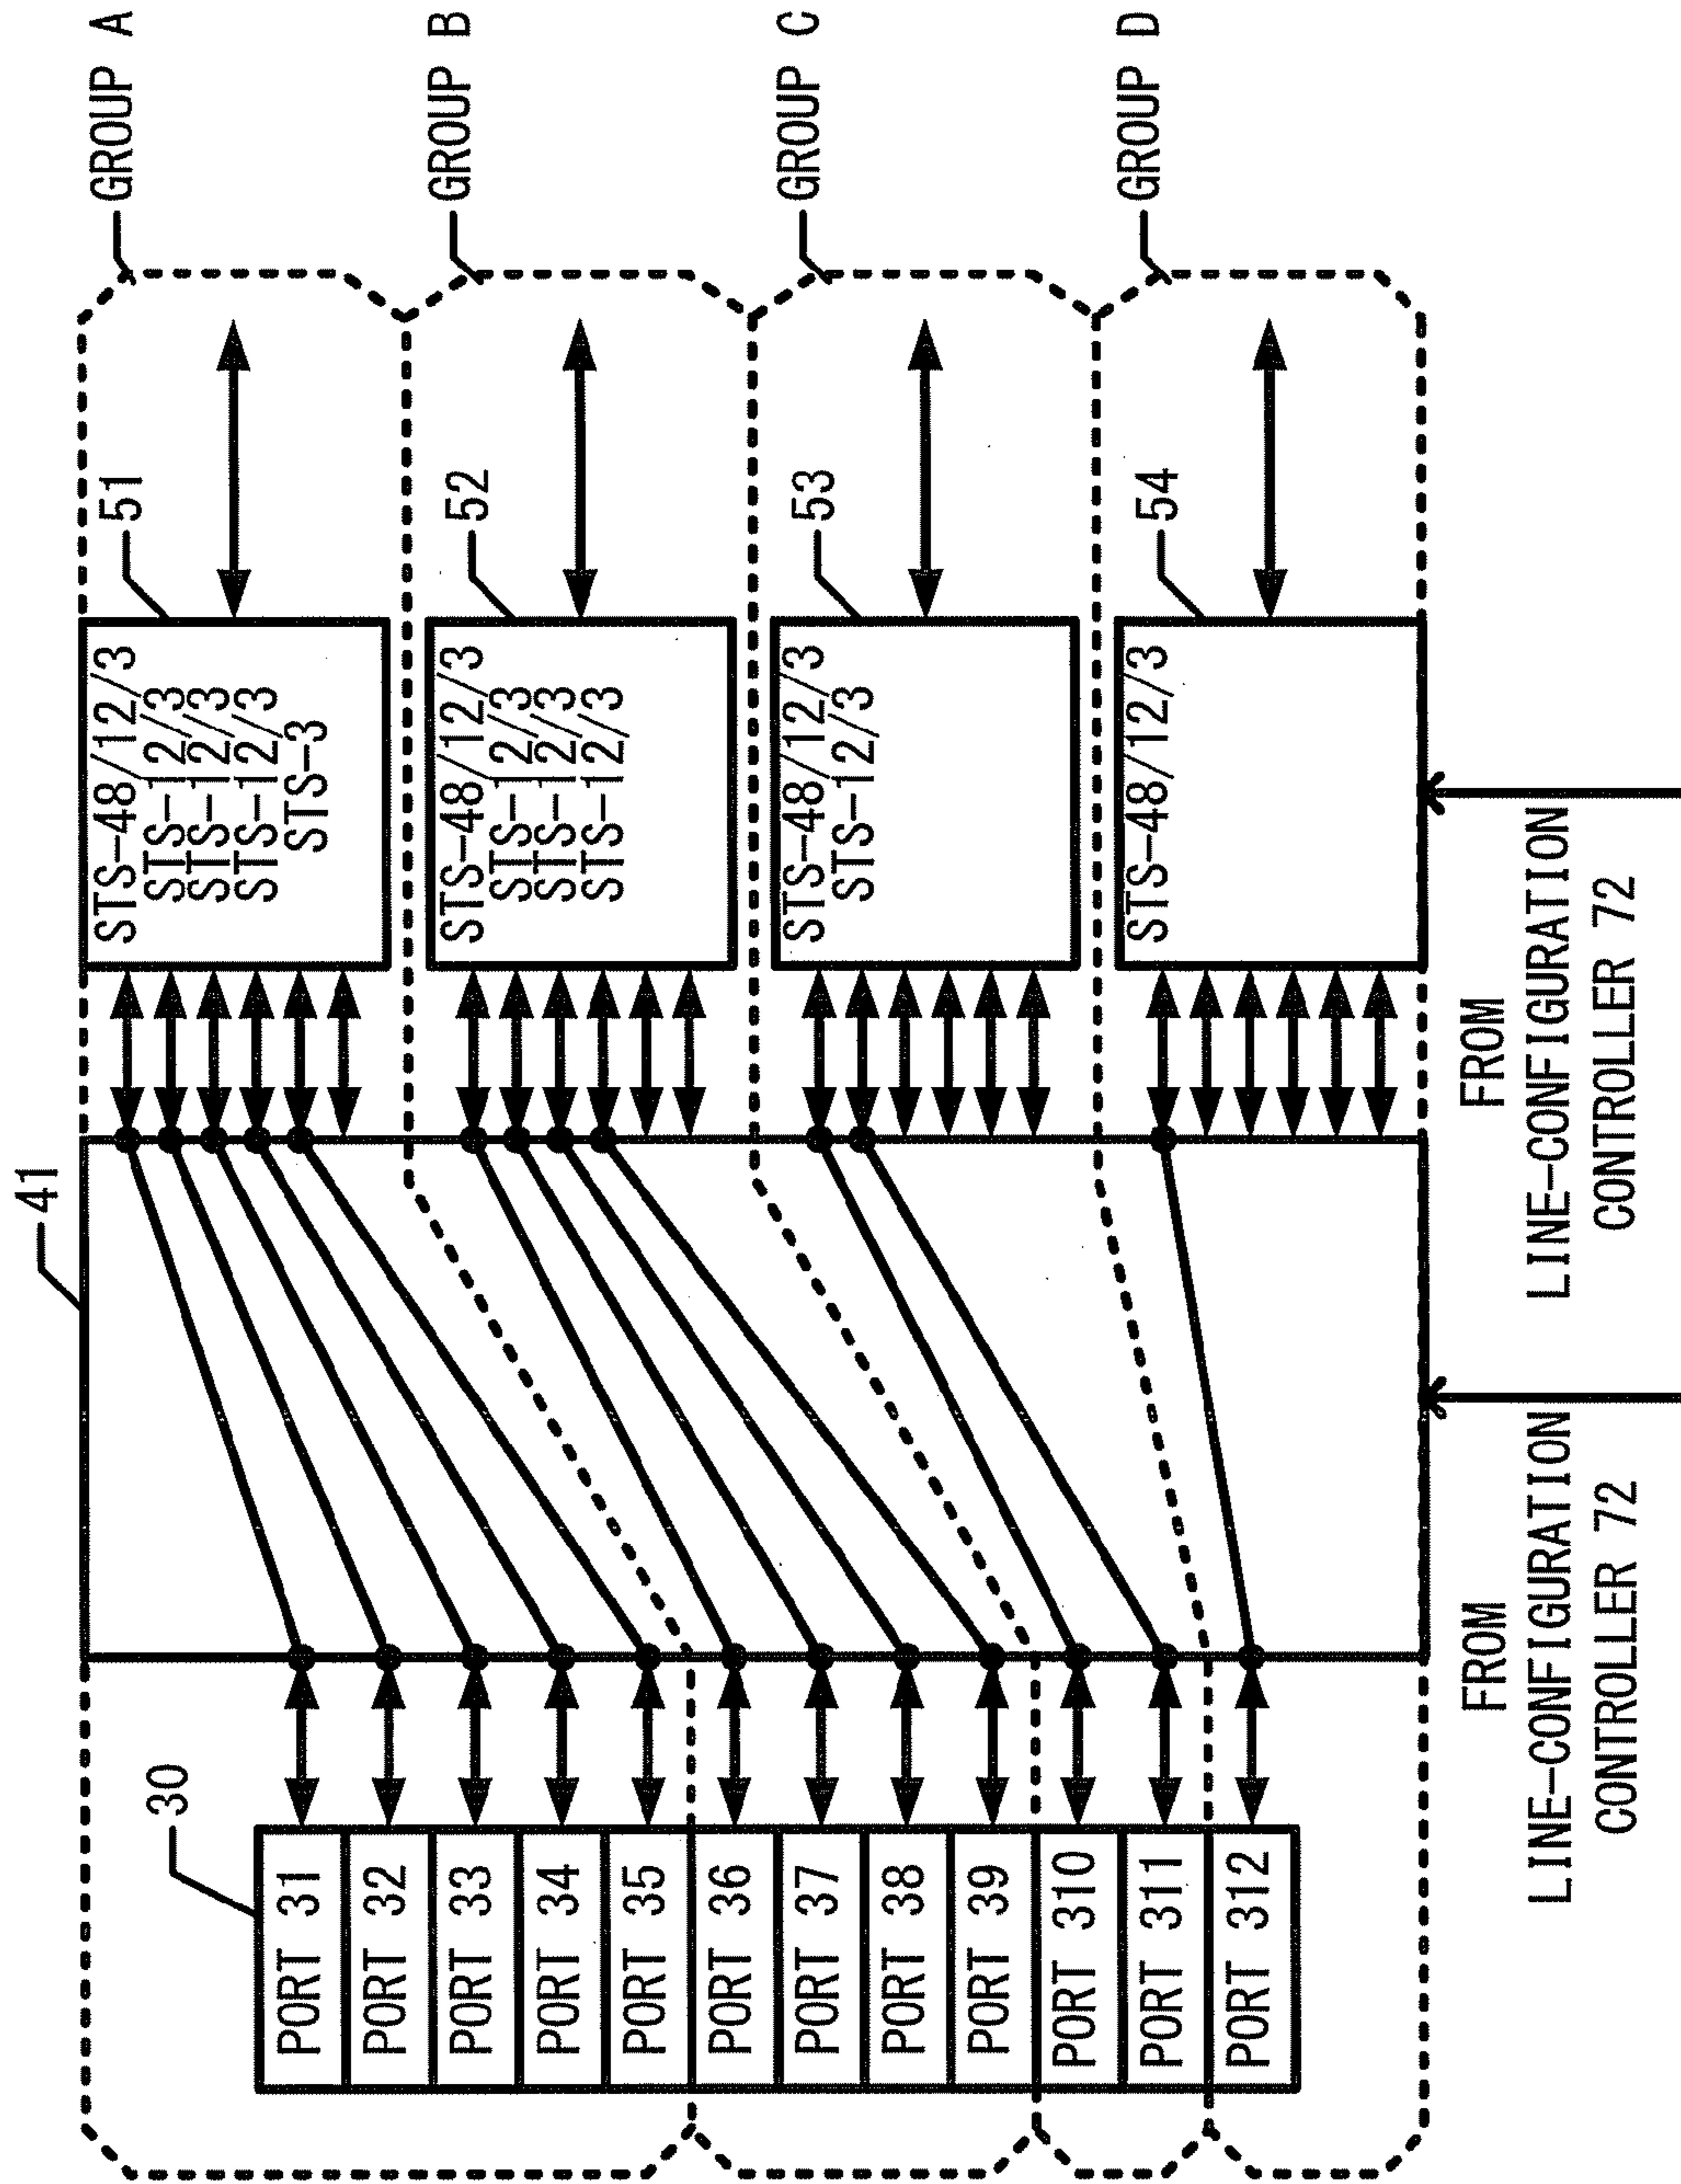 GROUP A
GROUP B
GROUP C
GROUP D
41
51
STS-48/12/3
STS-12/3
STS-12/3
STS-12/3
STS-3
52
STS-48/12/3
STS-12/3
STS-12/3
STS-12/3
53
STS-48/12/3
STS-12/3
54
STS-48/12/3
30
PORT 31
PORT 32
PORT 33
PORT 34
PORT 35
PORT 36
PORT 37
PORT 38
PORT 39
PORT 310
PORT 311
PORT 312
FROM
LINE-CONFIGURATION
CONTROLLER 72
FROM
LINE-CONFIGURATION
CONTROLLER 72